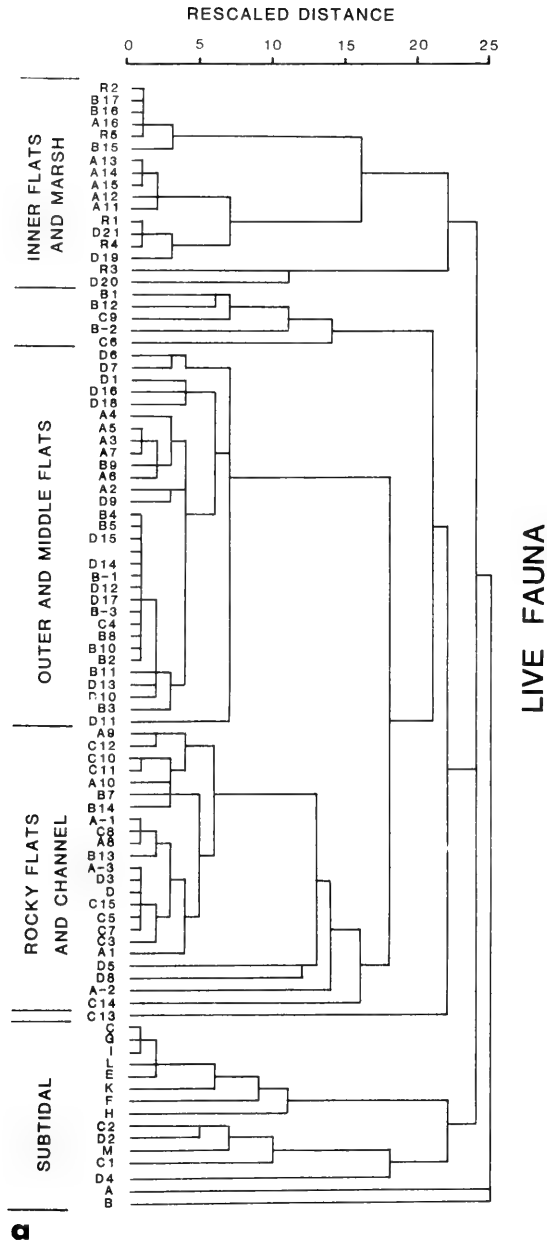 RESCALED DISTANCE
0 5 10 15 20 25
INNER FLATS
AND MARSH
R2
B17
B16
A16
R5
B15
A13
A14
A15
A12
A11
R1
D21
R4
D19
R3
D20
B1
B12
C9
B-2
C6
OUTER AND MIDDLE FLATS
D6
D7
D1
D16
D18
A4
A5
A3
A7
B9
A6
A2
D9
B4
B5
D15
D14
B-1
D12
D17
B-3
C4
B8
B10
B2
B11
D13
D10
B3
D11
ROCKY FLATS
AND CHANNEL
A9
C12
C10
C11
A10
B7
B14
A-1
C8
A8
B13
A-3
D3
D
C15
C5
C7
C3
A1
D5
D8
A-2
C14
C13
SUBTIDAL
C
G
I
L
E
K
F
H
C2
D2
M
C1
D4
A
B
LIVE FAUNA
a